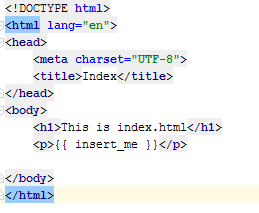 <!DOCTYPE html>
<html lang="en">
<head>
    <meta charset="UTF-8">
    <title>Index</title>
</head>
<body>
    <h1>This is index.html</h1>
    <p>{{ insert_me }}</p>

</body>
</html>